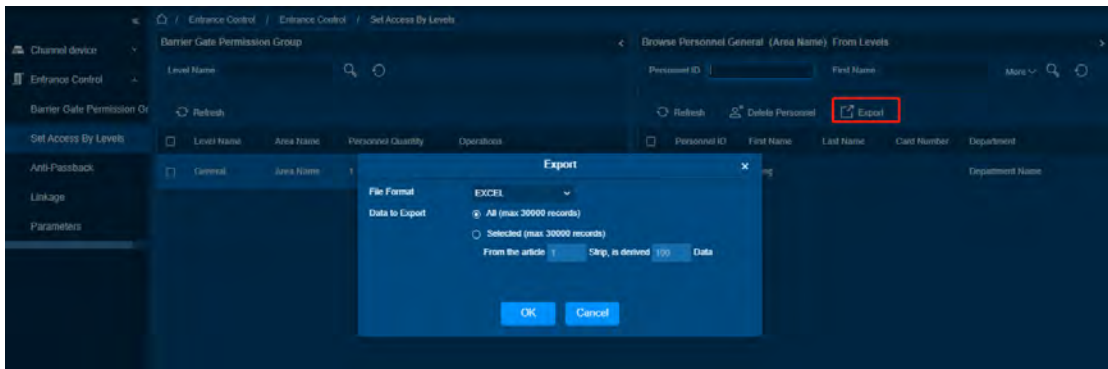 / Entrance Control / Entrance Control / Set Access By Levels
Channel device
Entrance Control
Barrier Gate Permission Gr
Set Access By Levels
Anti-Passback
Linkage
Parameters
Barrier Gate Permission Group
Level Name
Refresh
Level Name Area Name Personnel Quantity Operations
General Area Name 1
Browse Personnel General (Area Name) From Levels
Personnel ID First Name More
Refresh Delete Personnel Export
Personnel ID First Name Last Name Card Number Department
Department Name
Export
File Format EXCEL
Data to Export All (max 30000 records)
Selected (max 30000 records)
From the article 1 Strip, is derived 100 Data
OK Cancel